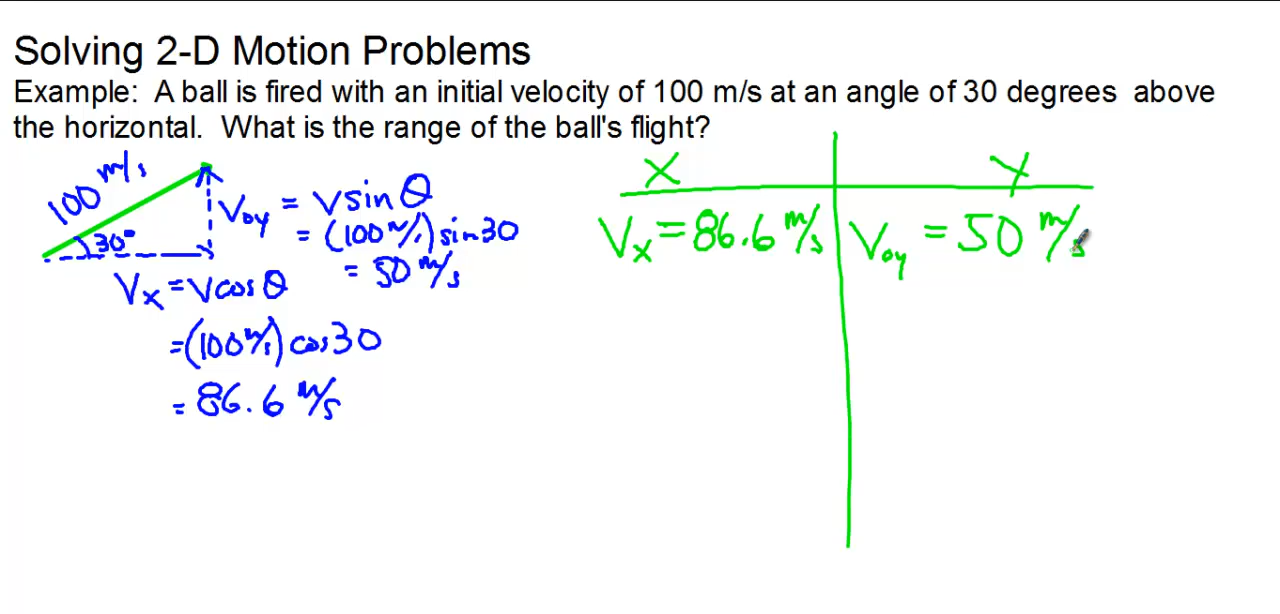 Solving 2-D Motion Problems
Example: A ball is fired with an initial velocity of 100 m/s at an angle of 30 degrees above
the horizontal. What is the range of the ball's flight?
100 m/s
30°
Voy = V sin θ
= (100 m/s) sin 30
= 50 m/s
Vx = V cos θ
= (100 m/s) cos 30
= 86.6 m/s
X Y
Vx = 86.6 m/s Voy = 50 m/s